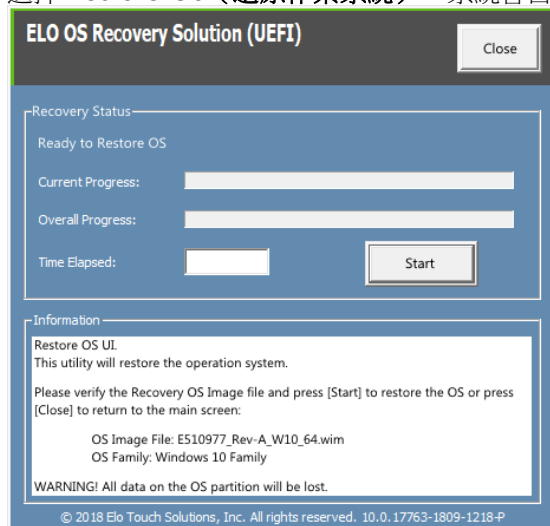 ELO OS Recovery Solution (UEFI)
Close
Recovery Status
Ready to Restore OS
Current Progress:
Overall Progress:
Time Elapsed:
Start
Information
Restore OS UI.
This utility will restore the operation system.
Please verify the Recovery OS Image file and press [Start] to restore the OS or press
[Close] to return to the main screen:
OS Image File: E510977_Rev-A_W10_64.wim
OS Family: Windows 10 Family
WARNING! All data on the OS partition will be lost.
© 2018 Elo Touch Solutions, Inc. All rights reserved. 10.0.17763-1809-1218-P